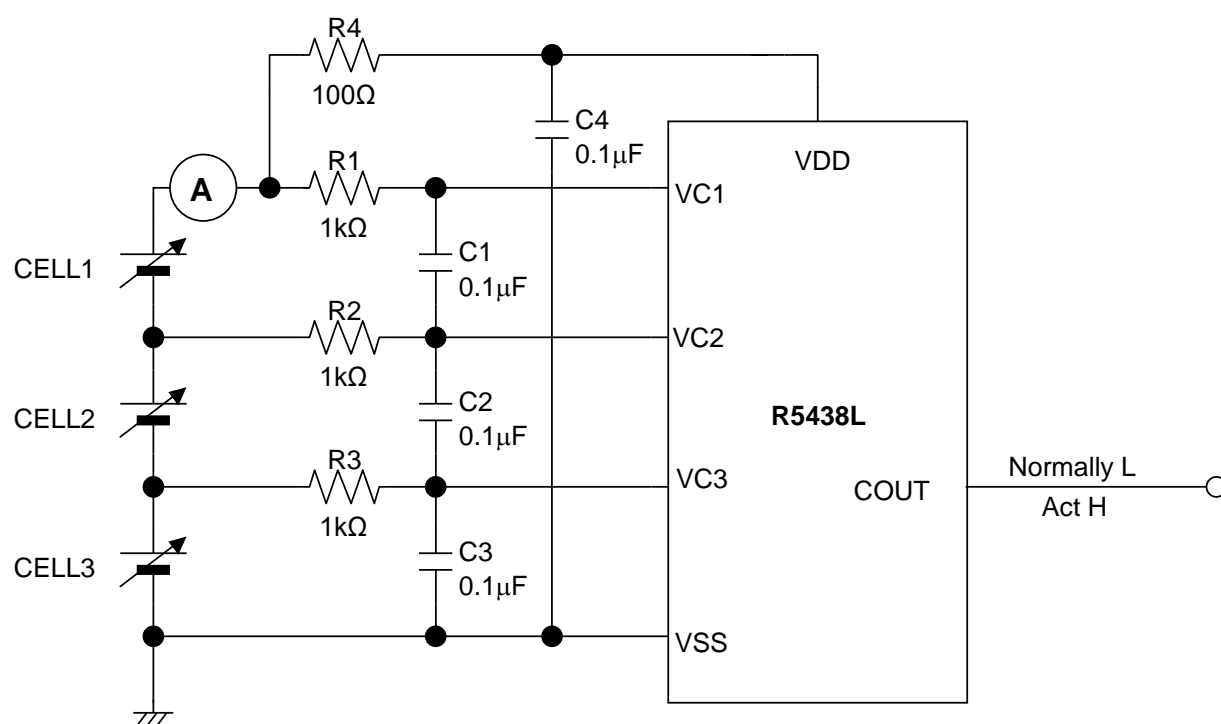 R4
100Ω
C4
0.1μF
VDD
A
R1
1kΩ
VC1
CELL1
C1
0.1μF
R2
1kΩ
VC2
CELL2
C2
0.1μF
R5438L
R3
1kΩ
VC3
COUT
Normally L
Act H
CELL3
C3
0.1μF
VSS